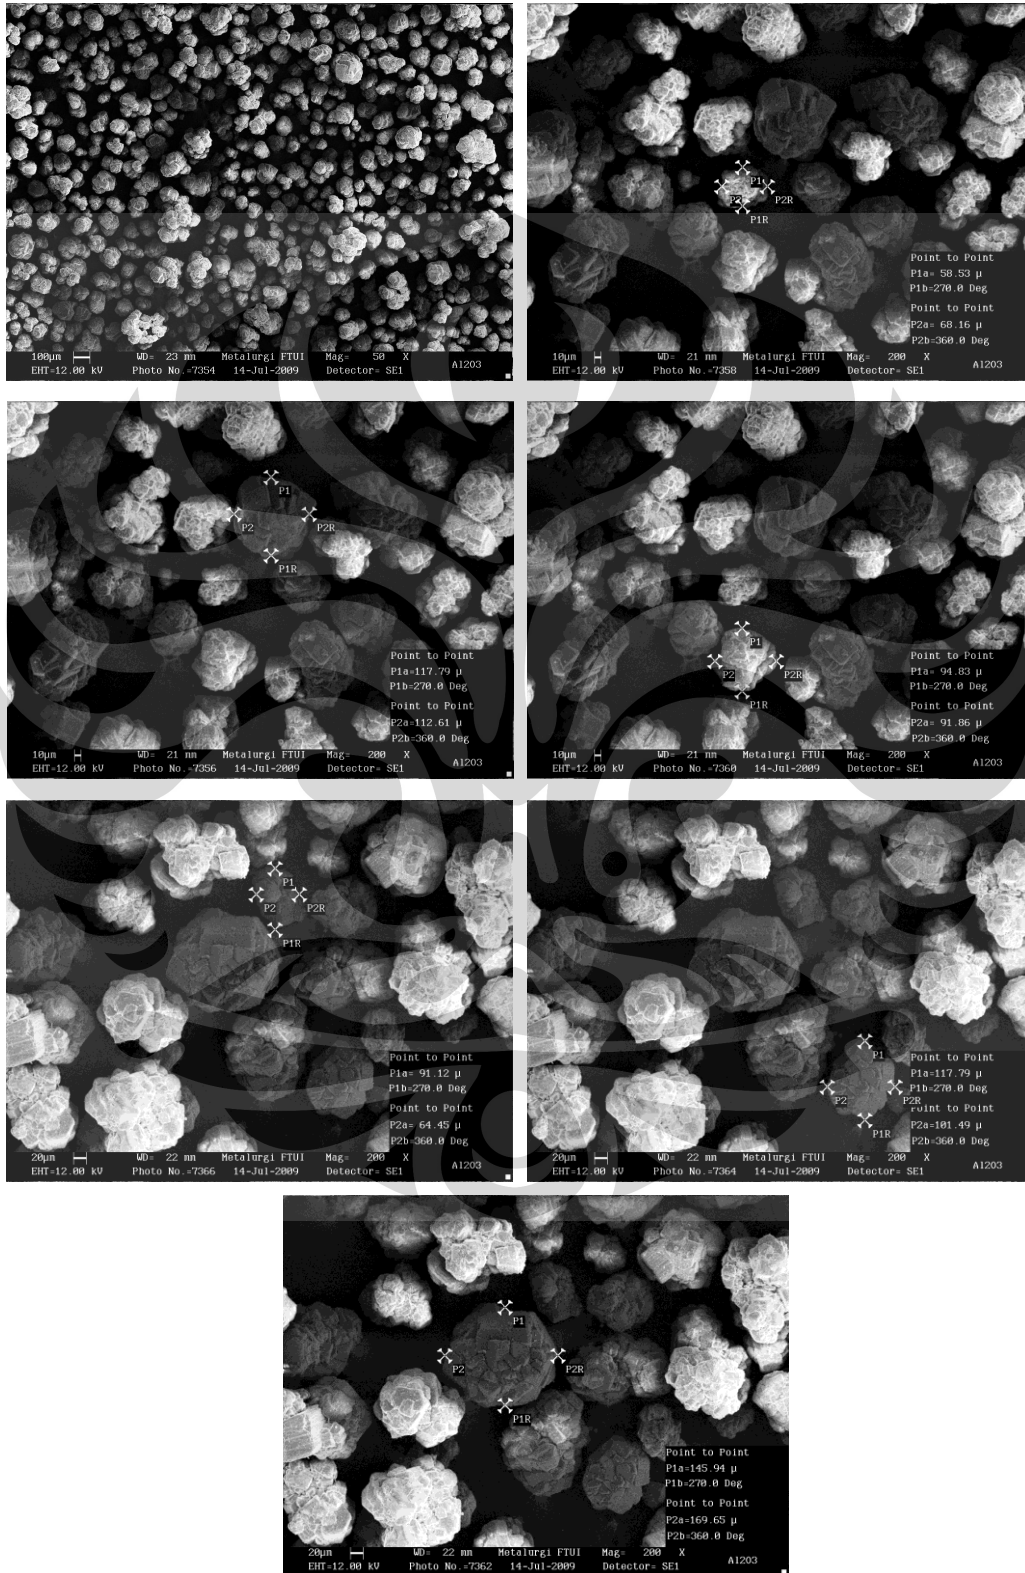 100µm WD= 23 mm Metalurgi FTUI Mag= 50 X
EHT=12.00 kV Photo No.=7354 14-Jul-2009 Detector= SE1
Al2O3
P1
P2
P2R
P1R
Point to Point
P1a= 58.53 µ
P1b=270.0 Deg
Point to Point
P2a= 68.16 µ
P2b=360.0 Deg
10µm WD= 21 mm Metalurgi FTUI Mag= 200 X
EHT=12.00 kV Photo No.=7358 14-Jul-2009 Detector= SE1
Al2O3
P1
P2
P2R
P1R
Point to Point
P1a=117.79 µ
P1b=270.0 Deg
Point to Point
P2a=112.61 µ
P2b=360.0 Deg
10µm WD= 21 mm Metalurgi FTUI Mag= 200 X
EHT=12.00 kV Photo No.=7356 14-Jul-2009 Detector= SE1
Al2O3
P1
P2
P2R
P1R
Point to Point
P1a= 94.83 µ
P1b=270.0 Deg
Point to Point
P2a= 91.86 µ
P2b=360.0 Deg
10µm WD= 21 mm Metalurgi FTUI Mag= 200 X
EHT=12.00 kV Photo No.=7360 14-Jul-2009 Detector= SE1
Al2O3
P1
P2
P2R
P1R
Point to Point
P1a= 91.12 µ
P1b=270.0 Deg
Point to Point
P2a= 64.45 µ
P2b=360.0 Deg
20µm WD= 22 mm Metalurgi FTUI Mag= 200 X
EHT=12.00 kV Photo No.=7366 14-Jul-2009 Detector= SE1
Al2O3
P1
P2
P2R
P1R
Point to Point
P1a=117.79 µ
P1b=270.0 Deg
Point to Point
P2a=101.49 µ
P2b=360.0 Deg
20µm WD= 22 mm Metalurgi FTUI Mag= 200 X
EHT=12.00 kV Photo No.=7364 14-Jul-2009 Detector= SE1
Al2O3
P1
P2
P2R
P1R
Point to Point
P1a=145.94 µ
P1b=270.0 Deg
Point to Point
P2a=169.65 µ
P2b=360.0 Deg
20µm WD= 22 mm Metalurgi FTUI Mag= 200 X
EHT=12.00 kV Photo No.=7362 14-Jul-2009 Detector= SE1
Al2O3